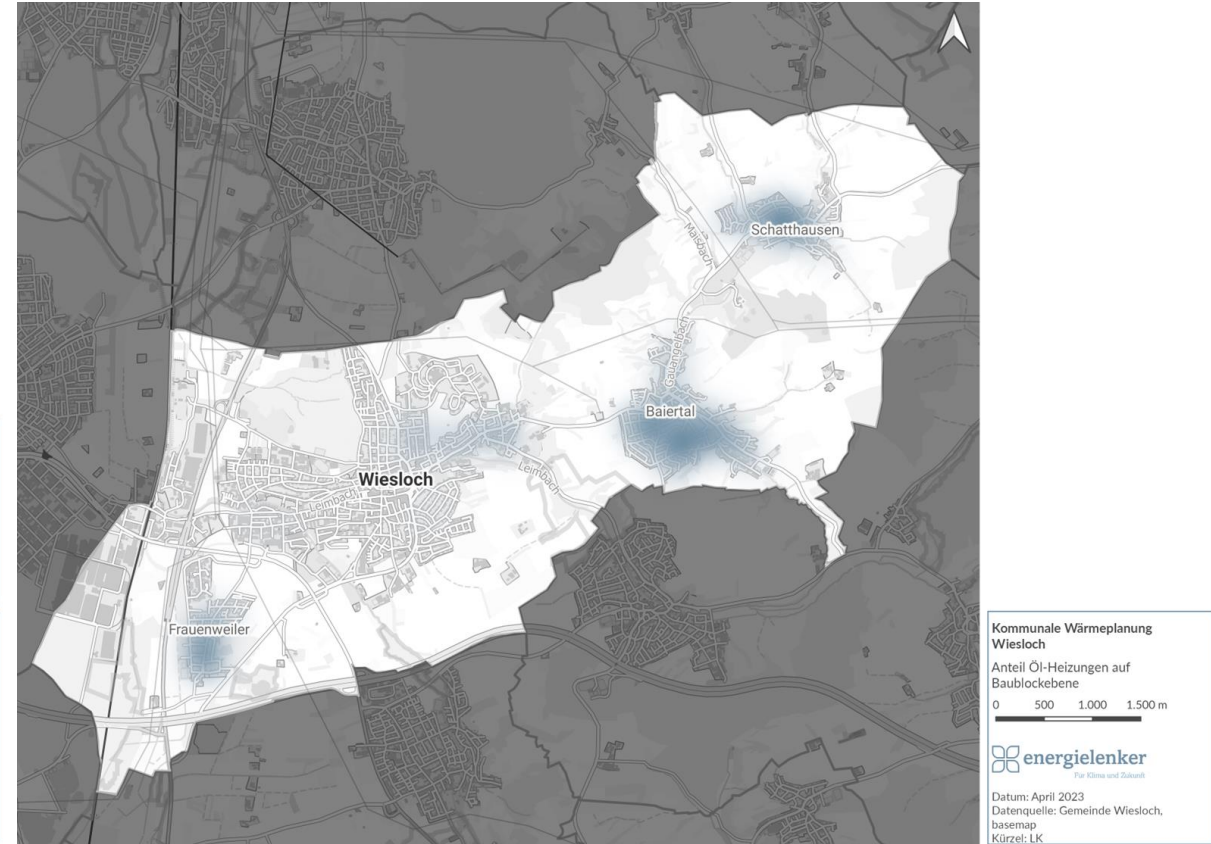 Schatthausen
Maisbach
Gauangelbach
Baiertal
Wiesloch
Leimbach
Leimbach
Frauenweiler
Kommunale Wärmeplanung
Wiesloch
Anteil Öl-Heizungen auf
Baublockebene
0 500 1.000 1.500 m
energielenker
Für Klima und Zukunft
Datum: April 2023
Datenquelle: Gemeinde Wiesloch,
basemap
Kürzel: LK